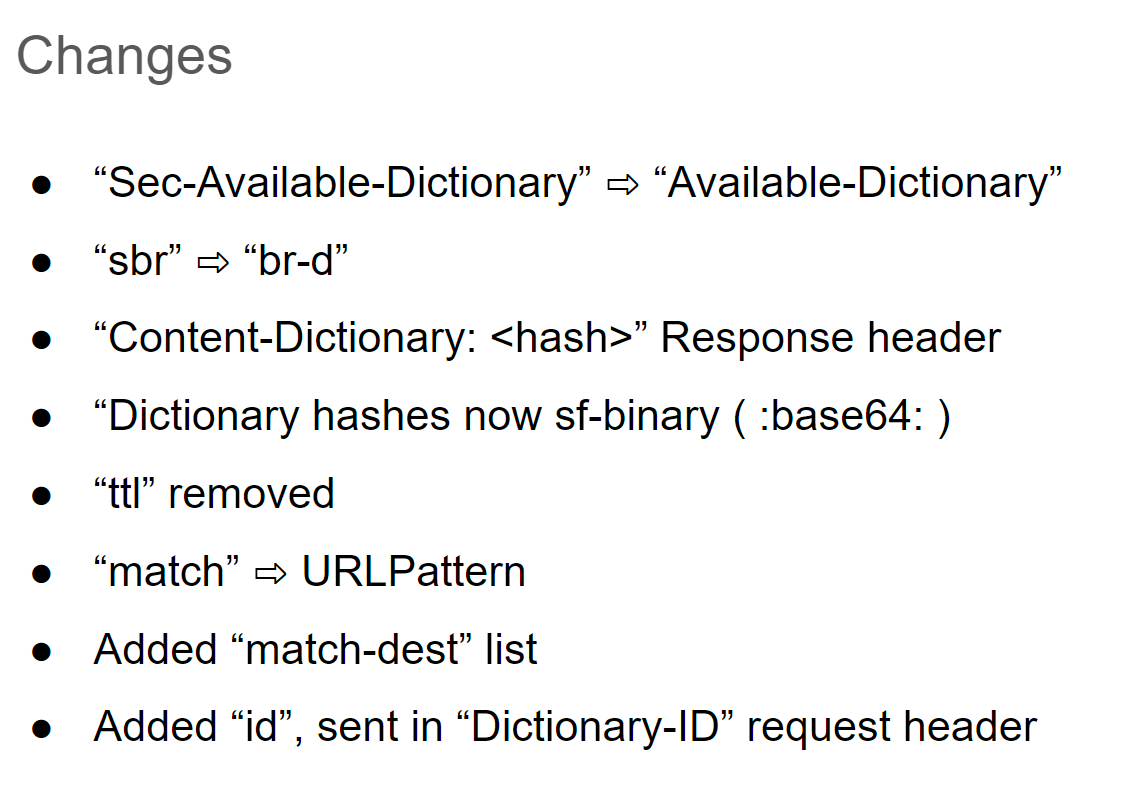 Changes
● “Sec-Available-Dictionary” ⇨ “Available-Dictionary”
● “sbr” ⇨ “br-d”
● “Content-Dictionary: <hash>” Response header
● “Dictionary hashes now sf-binary ( :base64: )
● “ttl” removed
● “match” ⇨ URLPattern
● Added “match-dest” list
● Added “id”, sent in “Dictionary-ID” request header